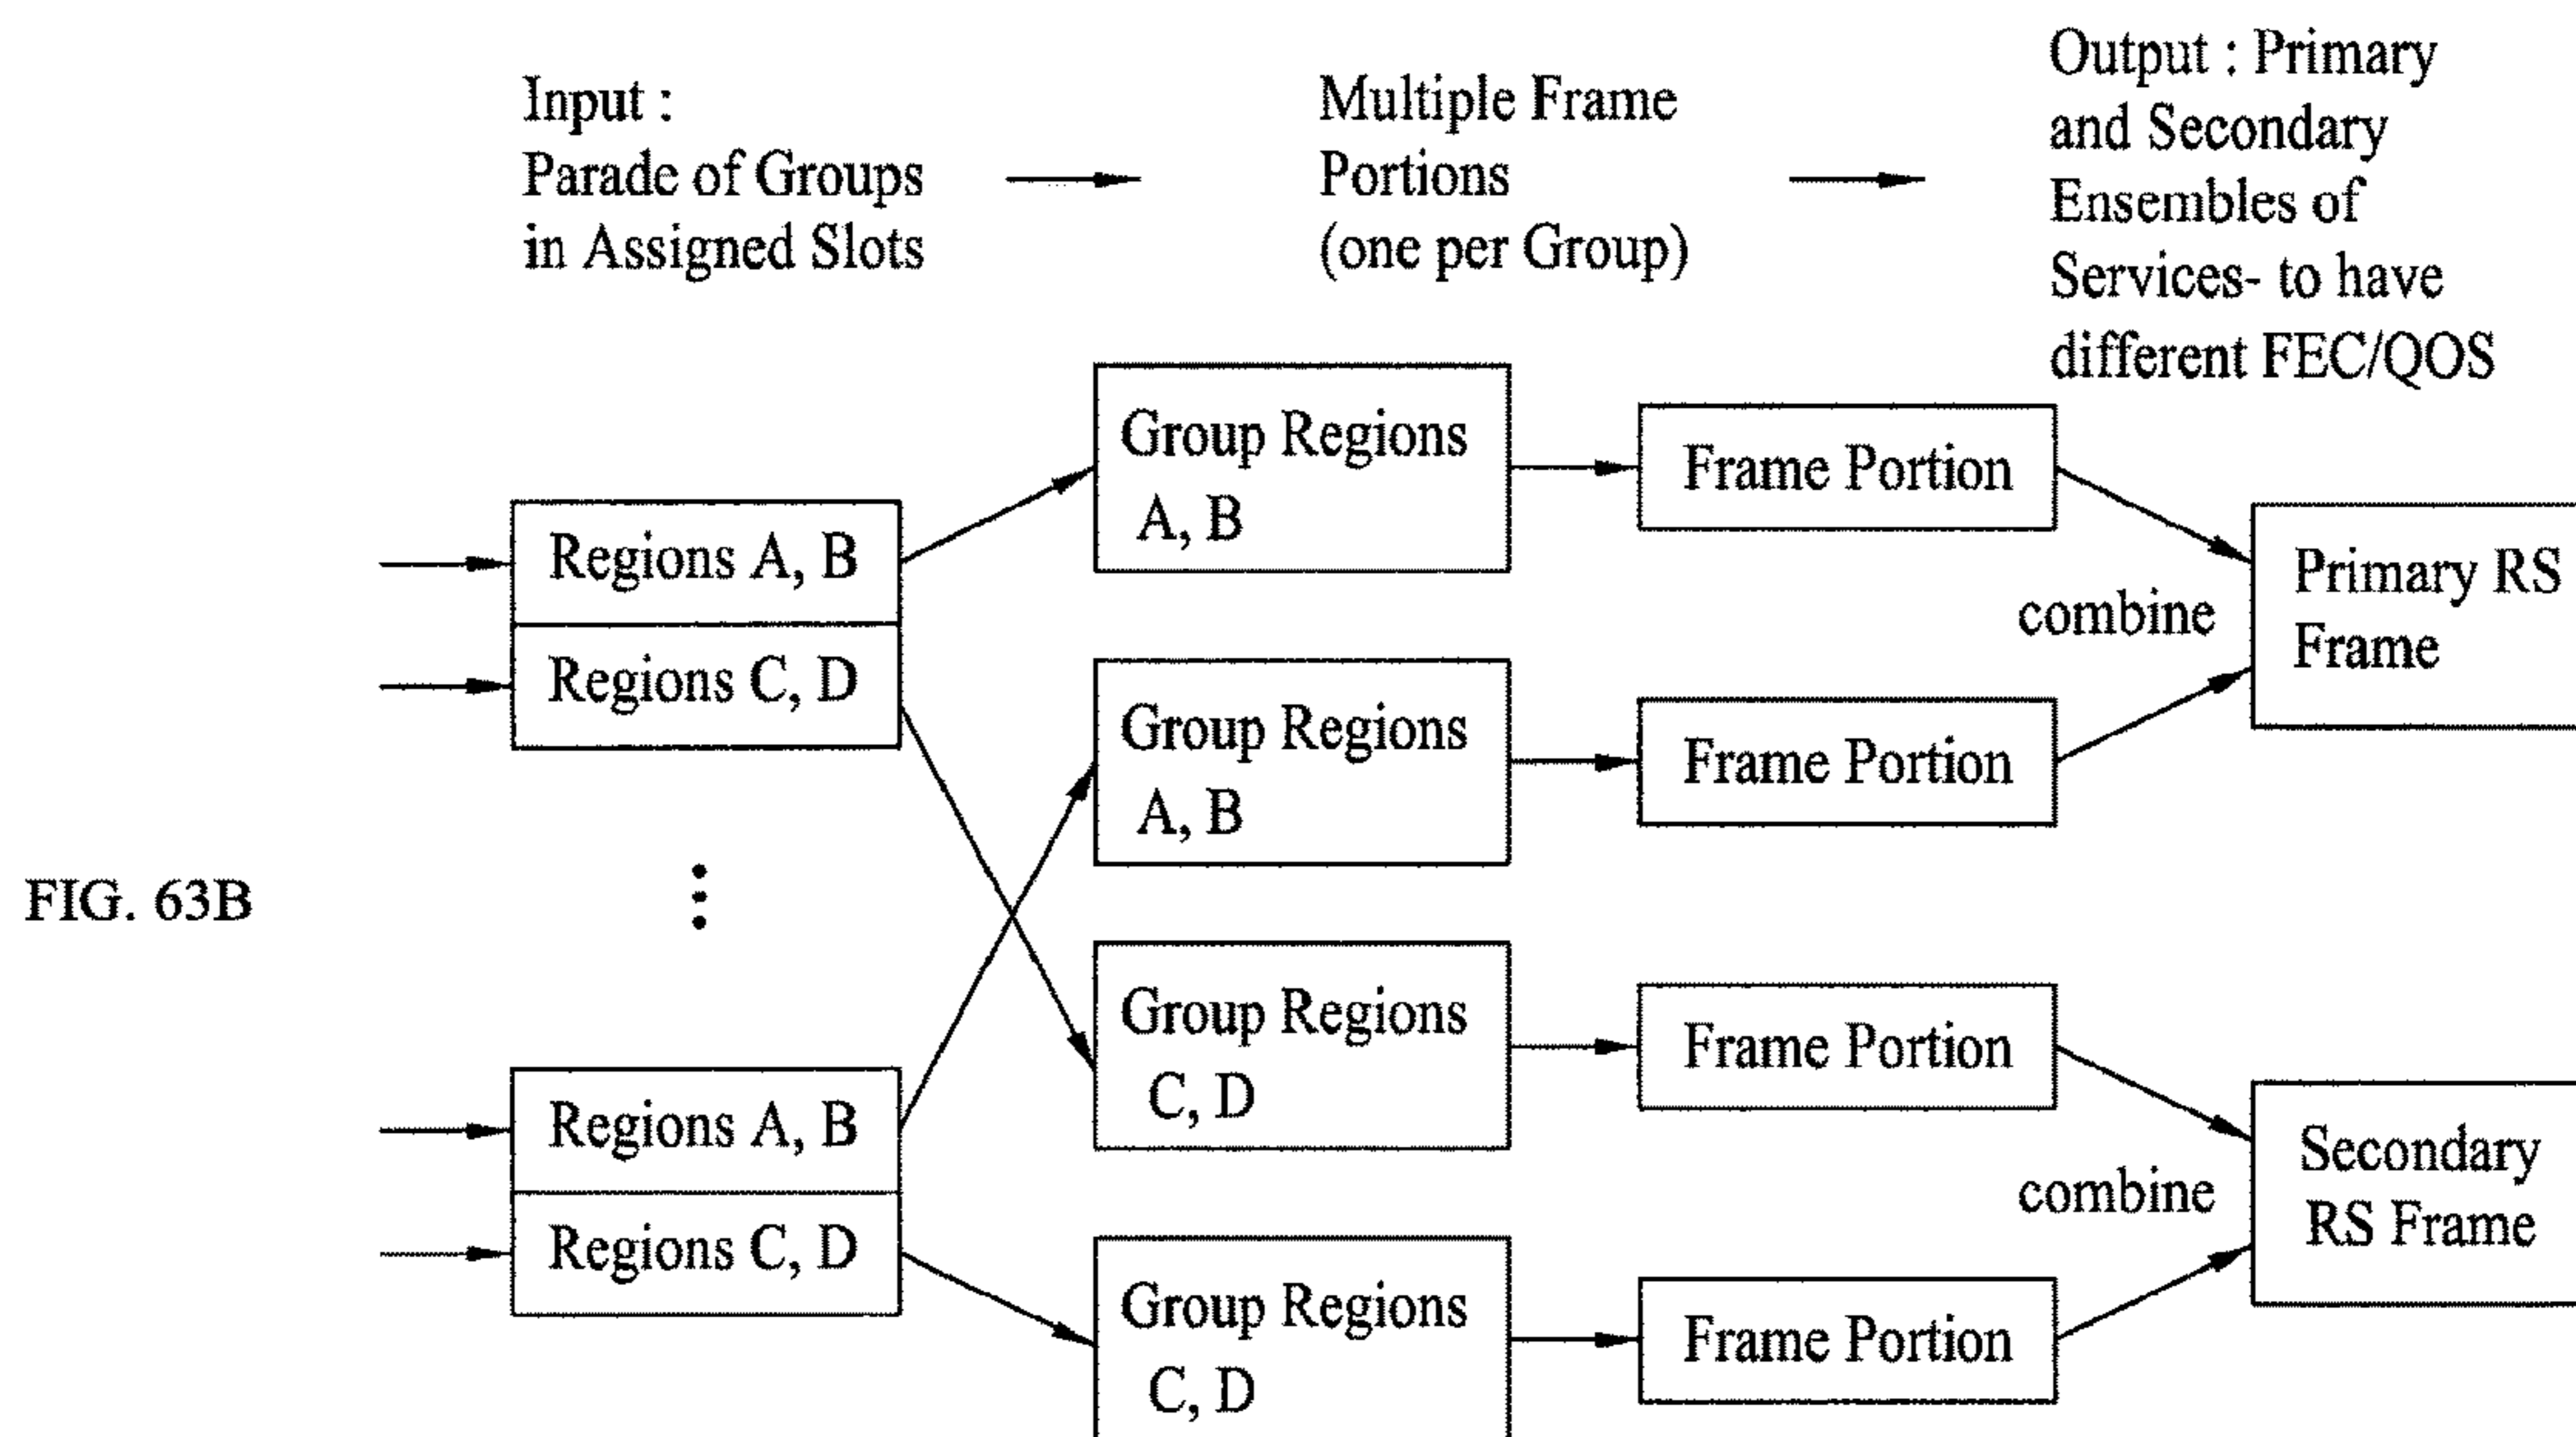 Input :
Parade of Groups
in Assigned Slots
Multiple Frame
Portions
(one per Group)
Output : Primary
and Secondary
Ensembles of
Services- to have
different FEC/QOS
Regions A, B
Regions C, D
Regions A, B
Regions C, D
Group Regions
A, B
Group Regions
A, B
Group Regions
C, D
Group Regions
C, D
Frame Portion
Frame Portion
Frame Portion
Frame Portion
combine
Primary RS
Frame
combine
Secondary
RS Frame
FIG. 63B